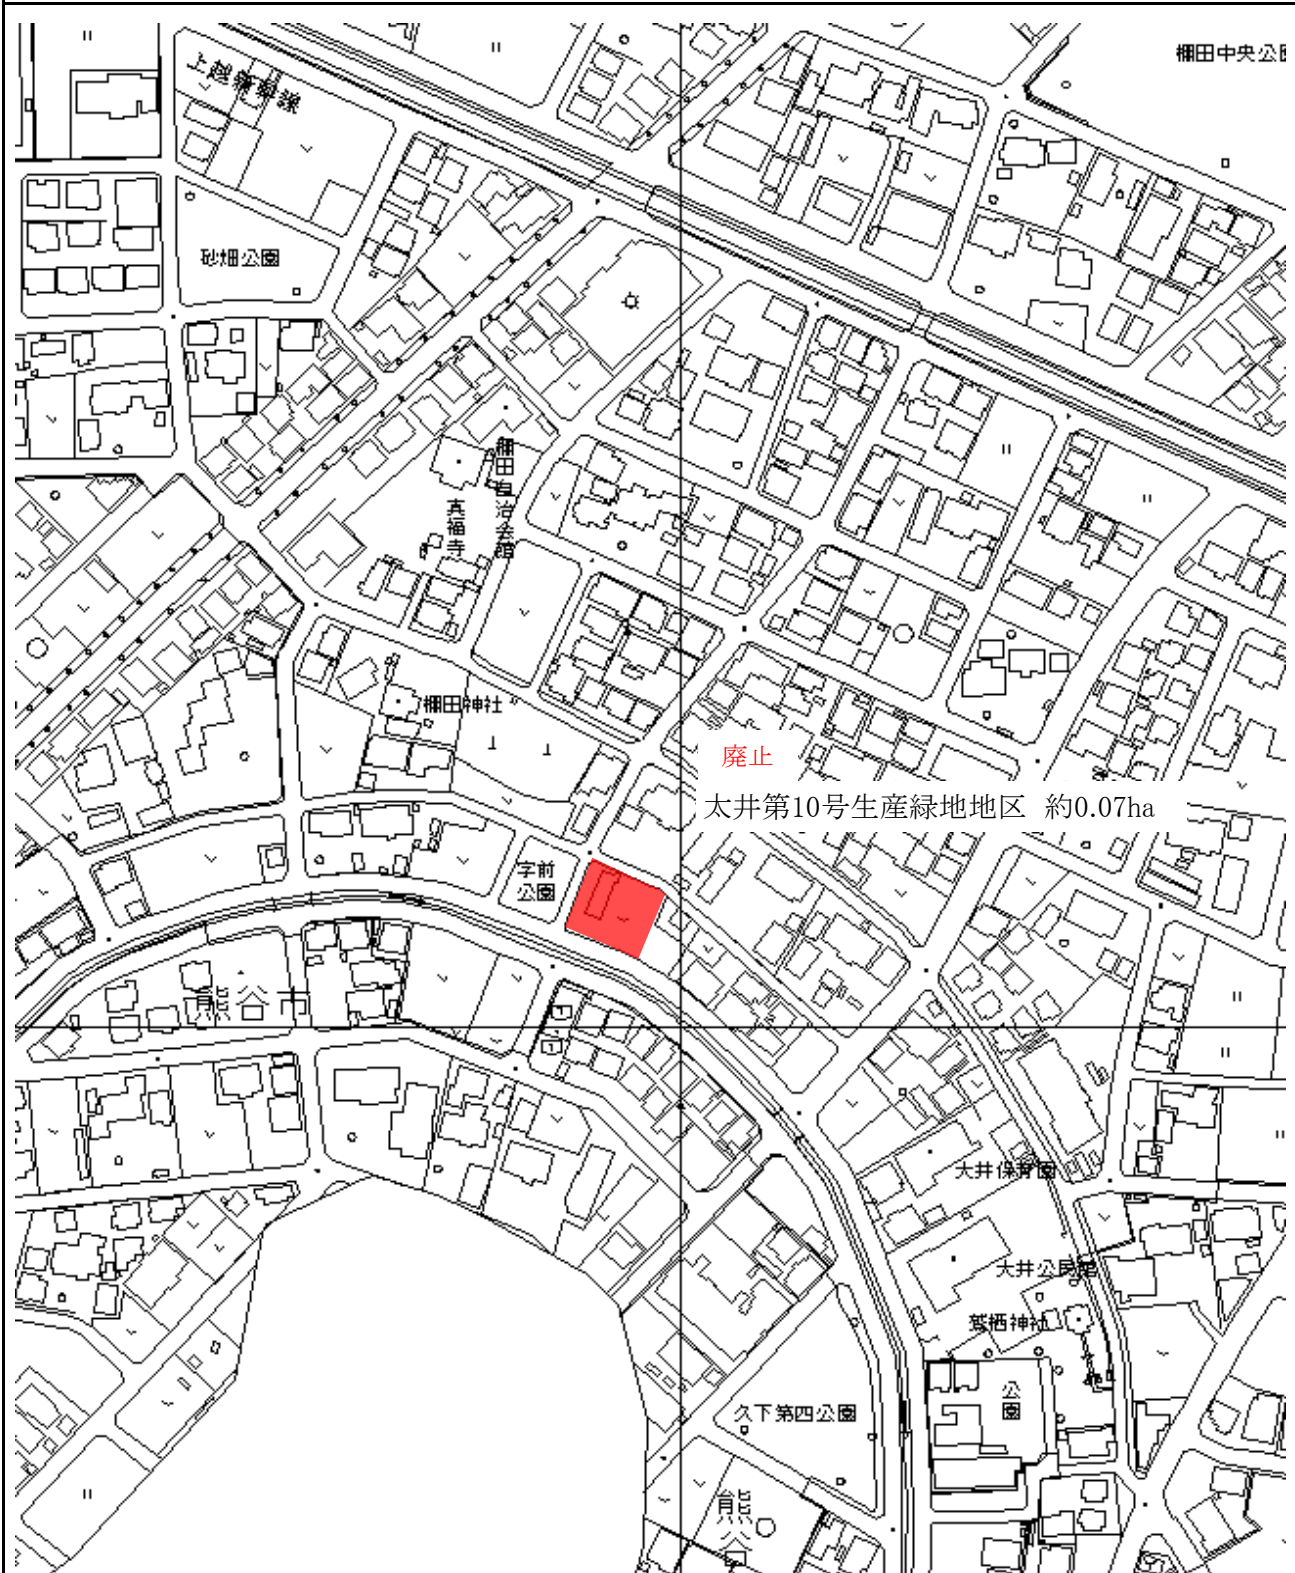 棚田中央公園
上越新幹線
砂畑公園
棚田自治会館
真福寺
棚田神社
廃止
太井第10号生産緑地地区 約0.07ha
字前
公園
熊谷市
太井保育園
太井公民館
鷲栖神社
公園
久下第四公園
熊谷